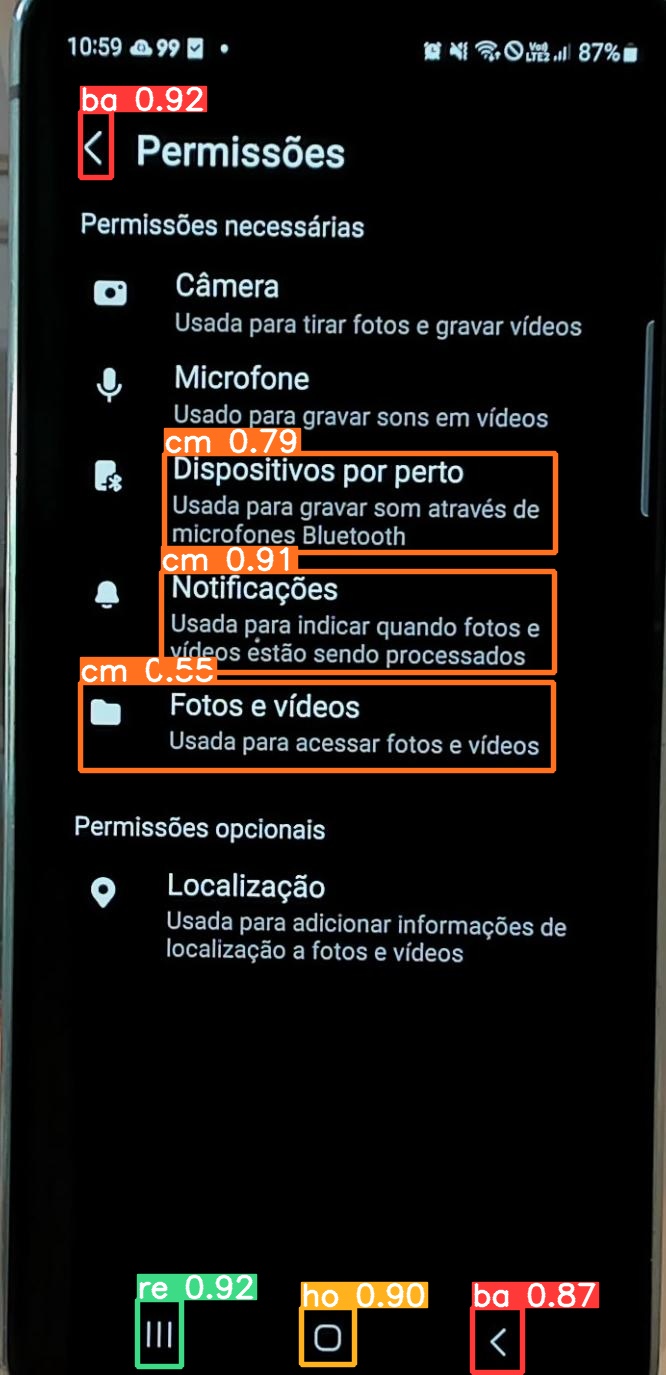 10:59 99
87%
ba 0.92
Permissões
Permissões necessárias
Câmera
Usada para tirar fotos e gravar vídeos
Microfone
Usado para gravar sons em vídeos
cm 0.79
Dispositivos por perto
Usada para gravar som através de
microfones Bluetooth
cm 0.91
Notificações
Usada para indicar quando fotos e
vídeos estão sendo processados
cm 0.55
Fotos e vídeos
Usada para acessar fotos e vídeos
Permissões opcionais
Localização
Usada para adicionar informações de
localização a fotos e vídeos
re 0.92
ho 0.90
ba 0.87